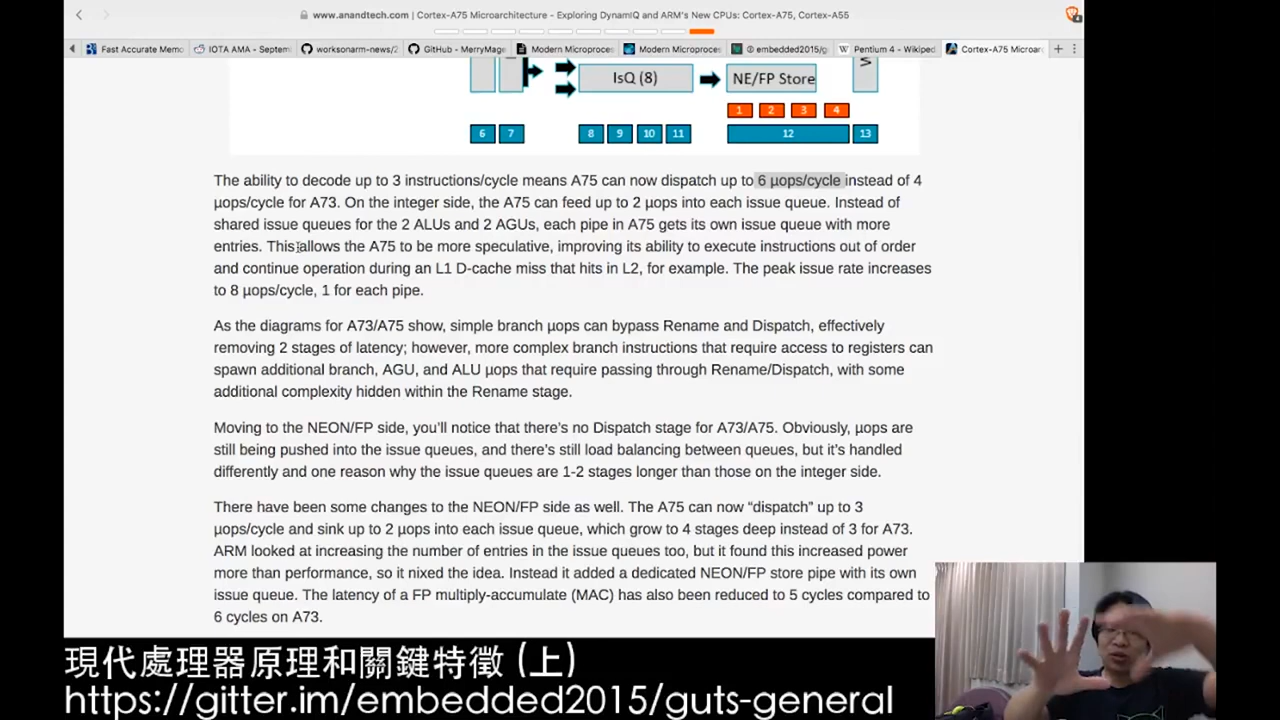 www.anandtech.com | Cortex-A75 Microarchitecture - Exploring DynamIQ and ARM's New CPUs: Cortex-A75, Cortex-A55
Fast Accurate Memo
IOTA AMA - Septem
worksonarm-news/2
GitHub - MerryMage
Modern Microproces
Modern Microproces
embedded2015/g
Pentium 4 - Wikiped
Cortex-A75 Microar
IsQ (8)
NE/FP Store
1 2 3 4
6 7 8 9 10 11 12 13
The ability to decode up to 3 instructions/cycle means A75 can now dispatch up to 6 µops/cycle instead of 4
µops/cycle for A73. On the integer side, the A75 can feed up to 2 µops into each issue queue. Instead of
shared issue queues for the 2 ALUs and 2 AGUs, each pipe in A75 gets its own issue queue with more
entries. This allows the A75 to be more speculative, improving its ability to execute instructions out of order
and continue operation during an L1 D-cache miss that hits in L2, for example. The peak issue rate increases
to 8 µops/cycle, 1 for each pipe.
As the diagrams for A73/A75 show, simple branch µops can bypass Rename and Dispatch, effectively
removing 2 stages of latency; however, more complex branch instructions that require access to registers can
spawn additional branch, AGU, and ALU µops that require passing through Rename/Dispatch, with some
additional complexity hidden within the Rename stage.
Moving to the NEON/FP side, you'll notice that there's no Dispatch stage for A73/A75. Obviously, µops are
still being pushed into the issue queues, and there's still load balancing between queues, but it's handled
differently and one reason why the issue queues are 1-2 stages longer than those on the integer side.
There have been some changes to the NEON/FP side as well. The A75 can now “dispatch” up to 3
µops/cycle and sink up to 2 µops into each issue queue, which grow to 4 stages deep instead of 3 for A73.
ARM looked at increasing the number of entries in the issue queues too, but it found this increased power
more than performance, so it nixed the idea. Instead it added a dedicated NEON/FP store pipe with its own
issue queue. The latency of a FP multiply-accumulate (MAC) has also been reduced to 5 cycles compared to
6 cycles on A73.
現代處理器原理和關鍵特徵 (上)
https://gitter.im/embedded2015/guts-general